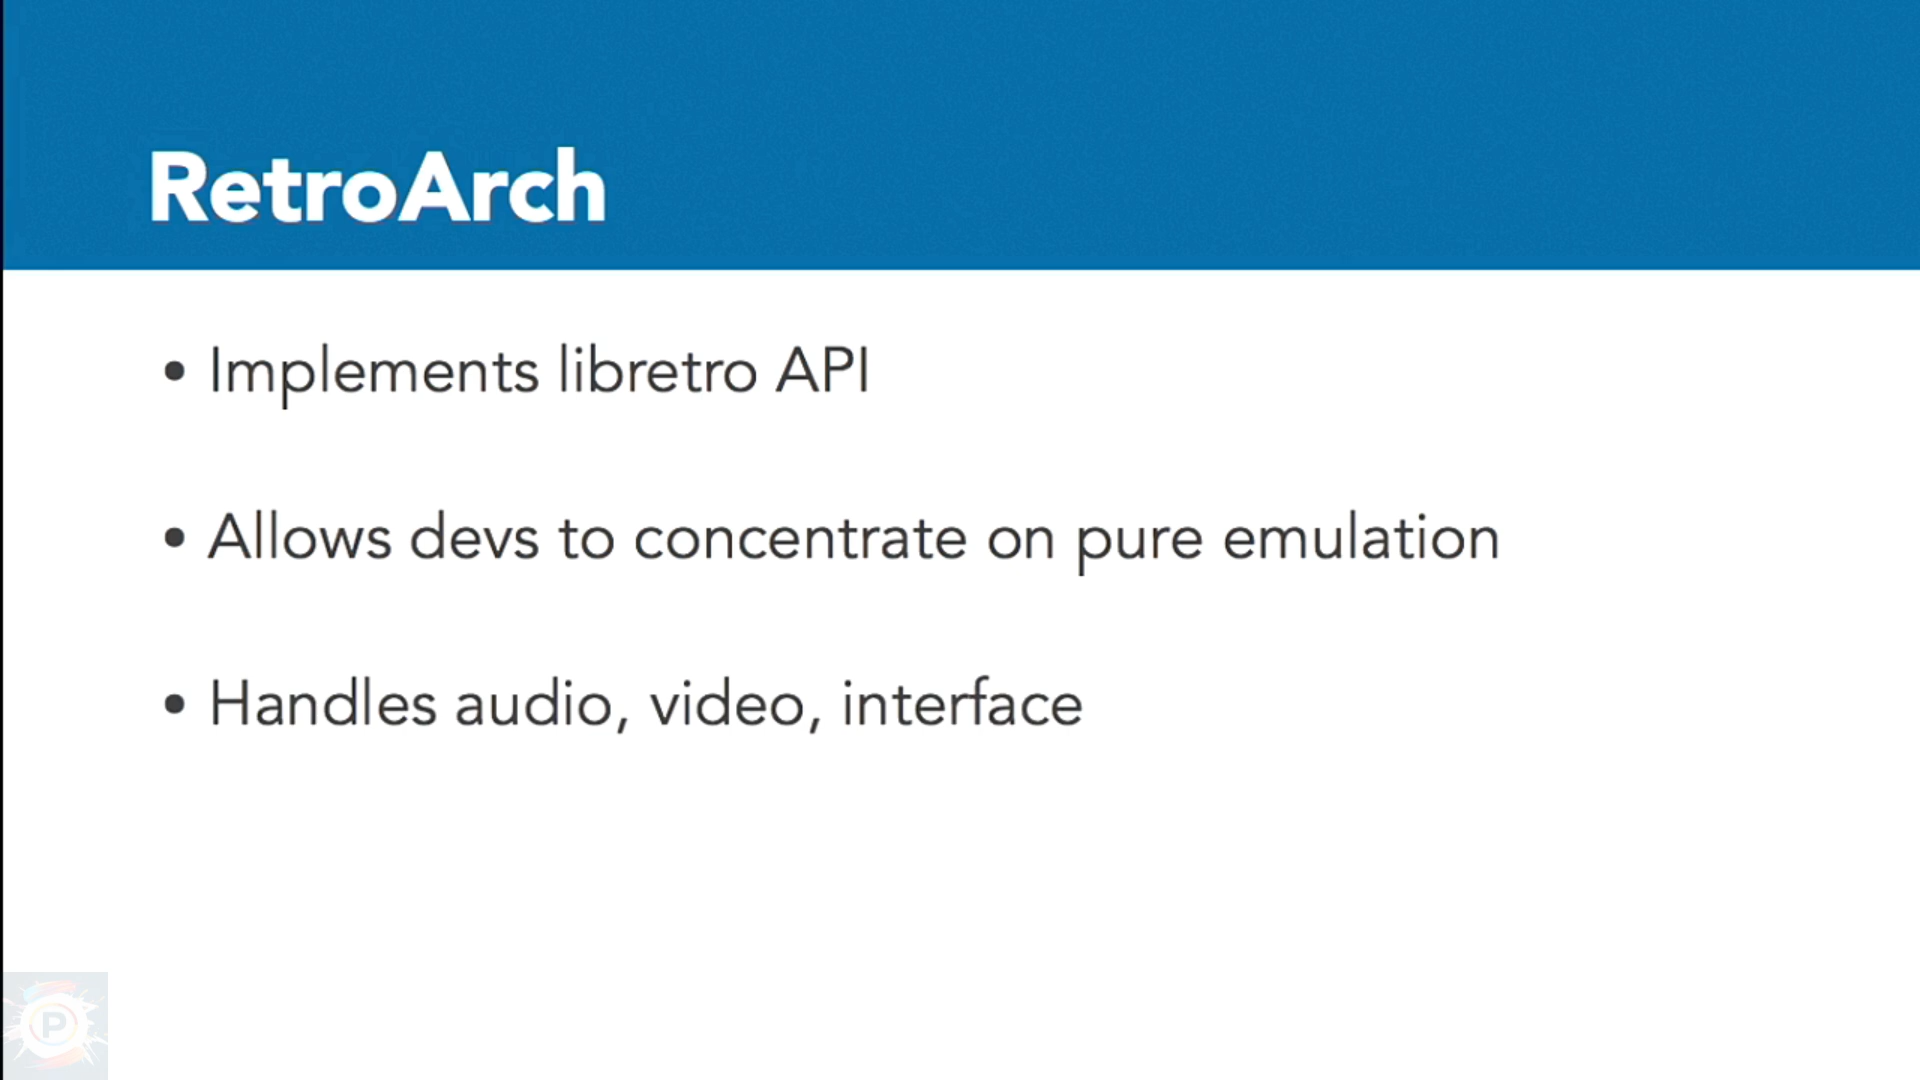 RetroArch
• Implements libretro API
• Allows devs to concentrate on pure emulation
• Handles audio, video, interface
P